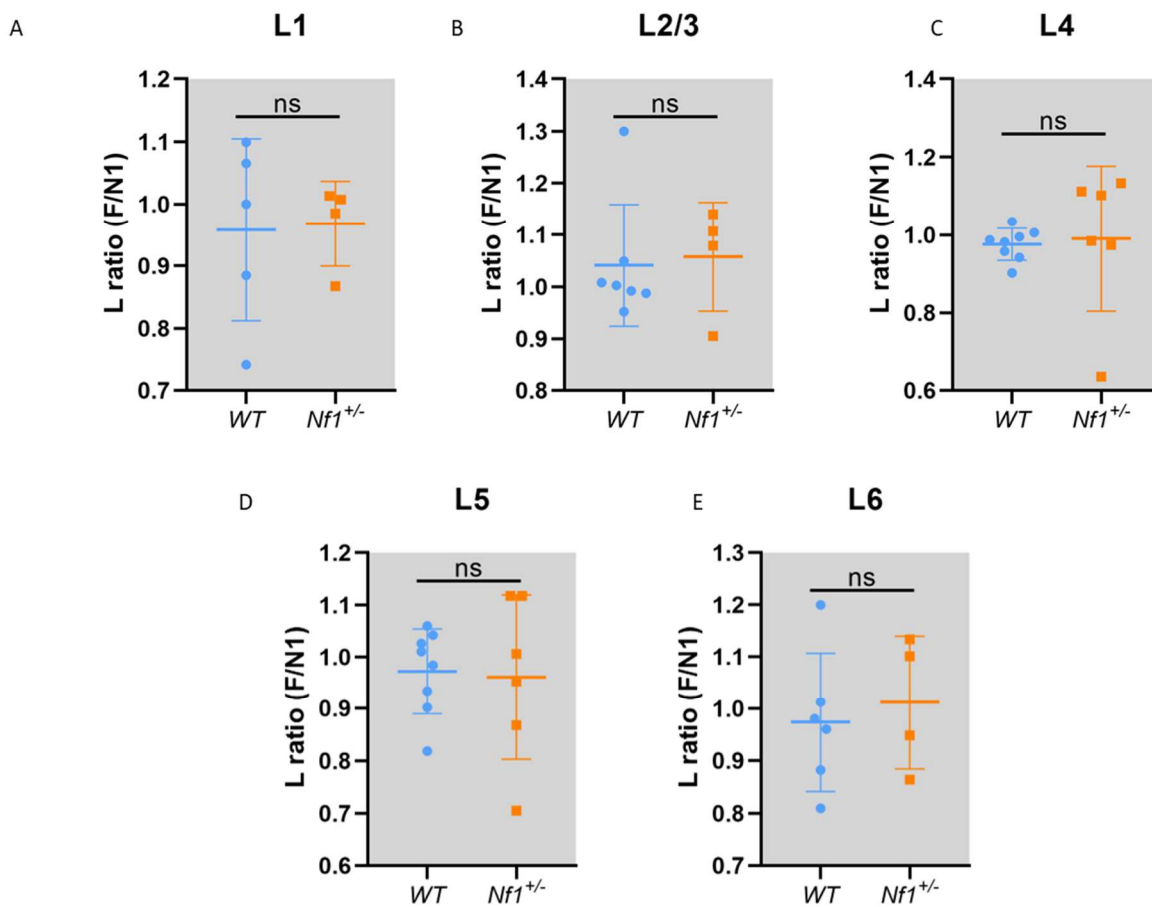 A
L1
L ratio (F/N1)
1.2
1.1
1.0
0.9
0.8
0.7
ns
WT
Nf1+/-
B
L2/3
L ratio (F/N1)
1.4
1.3
1.2
1.1
1.0
0.9
0.8
ns
WT
Nf1+/-
C
L4
L ratio (F/N1)
1.4
1.2
1.0
0.8
0.6
ns
WT
Nf1+/-
D
L5
L ratio (F/N1)
1.2
1.1
1.0
0.9
0.8
0.7
0.6
ns
WT
Nf1+/-
E
L6
L ratio (F/N1)
1.3
1.2
1.1
1.0
0.9
0.8
0.7
ns
WT
Nf1+/-